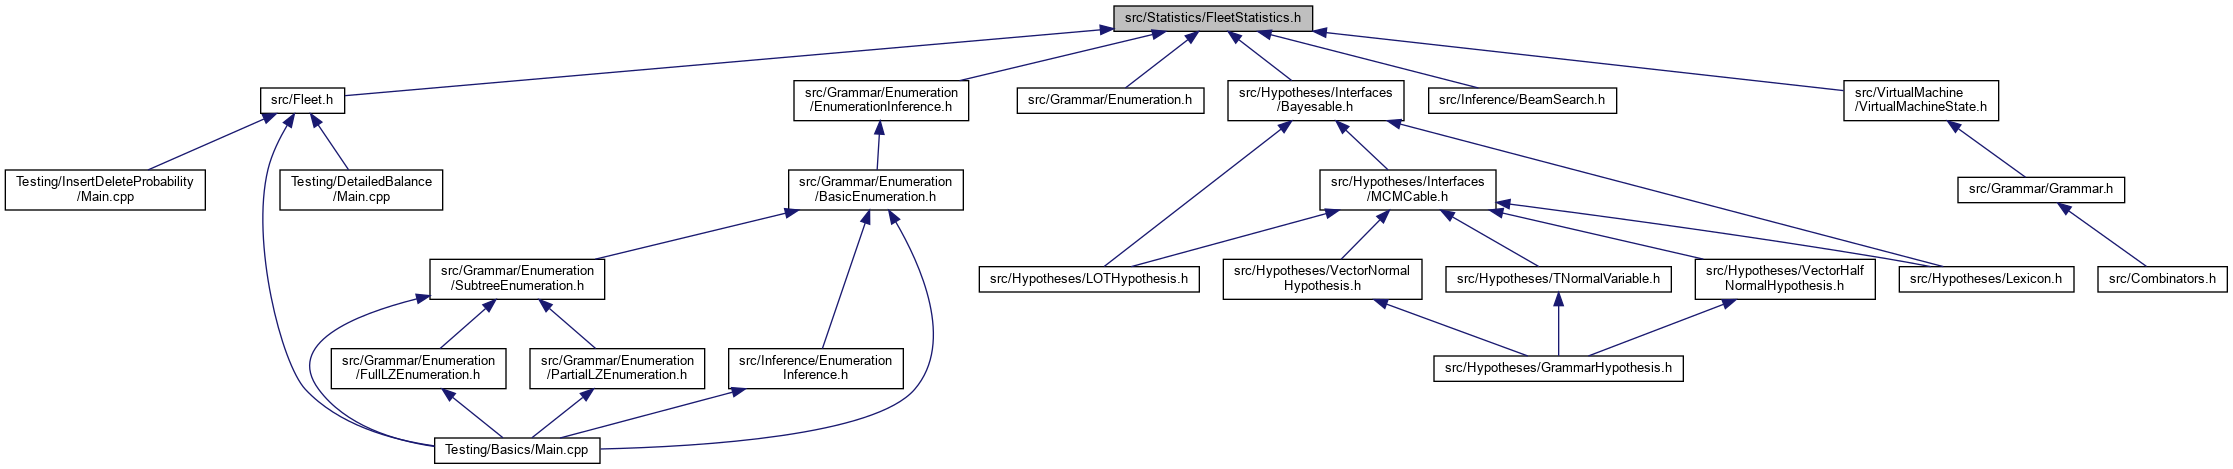 src/Statistics/FleetStatistics.h
src/Fleet.h
src/Grammar/Enumeration
/EnumerationInference.h
src/Grammar/Enumeration.h
src/Hypotheses/Interfaces
/Bayesable.h
src/Inference/BeamSearch.h
src/VirtualMachine
/VirtualMachineState.h
Testing/InsertDeleteProbability
/Main.cpp
Testing/DetailedBalance
/Main.cpp
src/Grammar/Enumeration
/BasicEnumeration.h
src/Hypotheses/Interfaces
/MCMCable.h
src/Grammar/Grammar.h
src/Grammar/Enumeration
/SubtreeEnumeration.h
src/Hypotheses/LOTHypothesis.h
src/Hypotheses/VectorNormal
Hypothesis.h
src/Hypotheses/TNormalVariable.h
src/Hypotheses/VectorHalf
NormalHypothesis.h
src/Hypotheses/Lexicon.h
src/Combinators.h
src/Grammar/Enumeration
/FullLZEnumeration.h
src/Grammar/Enumeration
/PartialLZEnumeration.h
src/Inference/Enumeration
Inference.h
src/Hypotheses/GrammarHypothesis.h
Testing/Basics/Main.cpp